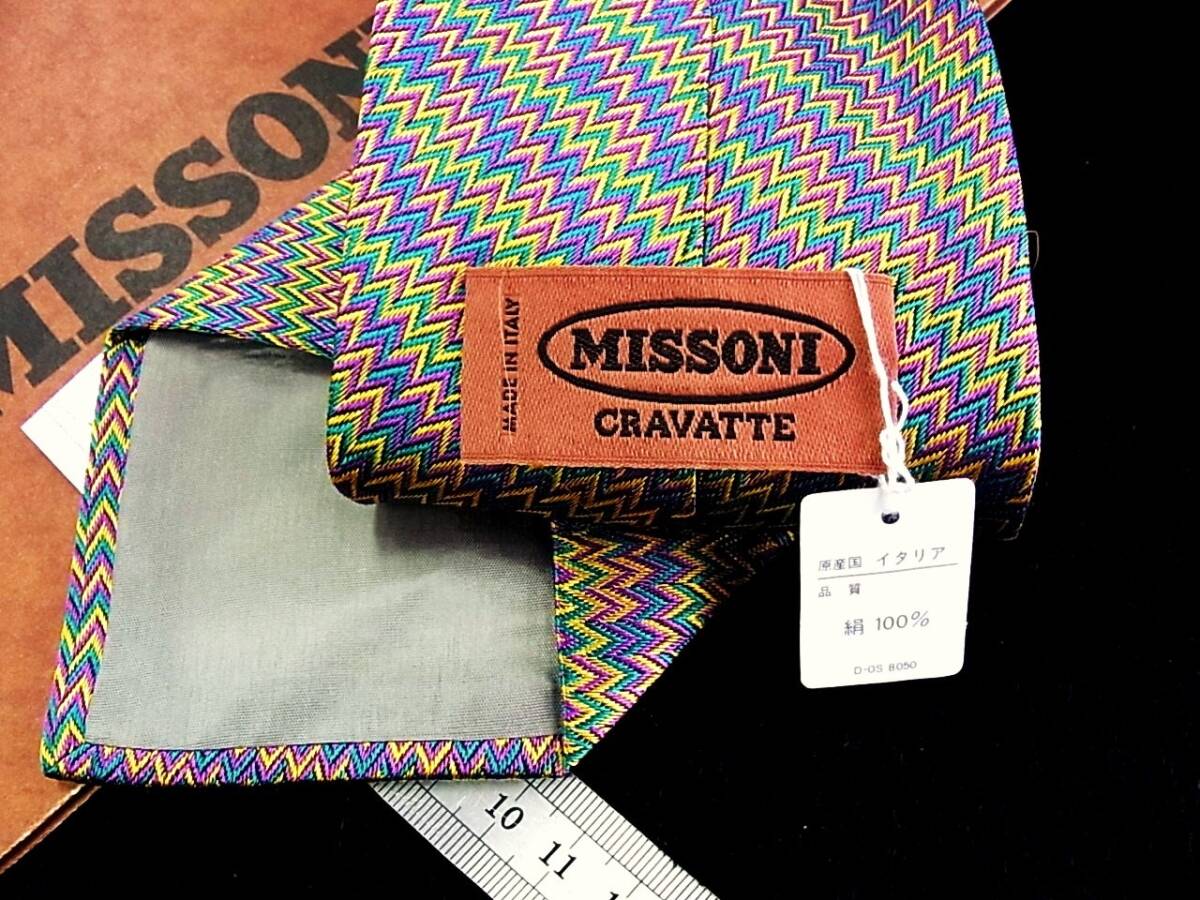 MISSONI
MADE IN ITALY
MISSONI
CRAVATTE
原産国 イタリア
品 質
絹 100%
D-OS 8050
10
11